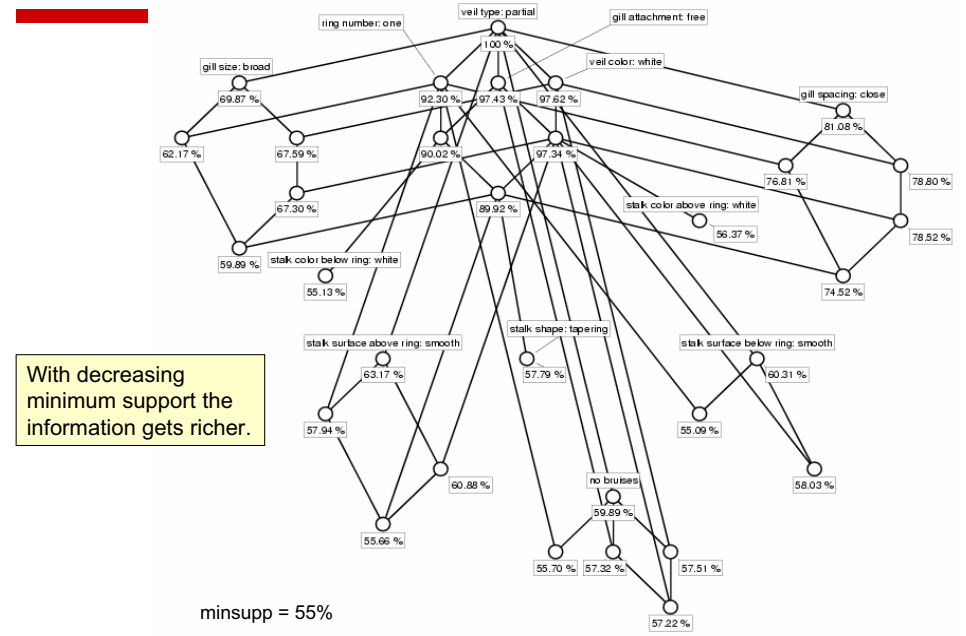 veil type: partial
ring number: one
gill attachment: free
100 %
veil color: white
gill size: broad
69.87 %
92.30 %
97.43 %
97.62 %
gill spacing: close
81.08 %
62.17 %
67.59 %
90.02 %
97.34 %
76.81 %
78.80 %
67.30 %
89.92 %
stalk color above ring: white
56.37 %
78.52 %
59.89 %
stalk color below ring: white
55.13 %
74.52 %
stalk surface above ring: smooth
63.17 %
stalk shape: tapering
57.79 %
stalk surface below ring: smooth
60.31 %
With decreasing
minimum support the
information gets richer.
57.94 %
55.09 %
60.88 %
58.03 %
no bruises
59.89 %
55.66 %
55.70 %
57.32 %
57.51 %
57.22 %
minsupp = 55%